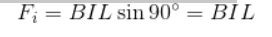 F_i = BIL sin 90° = BIL